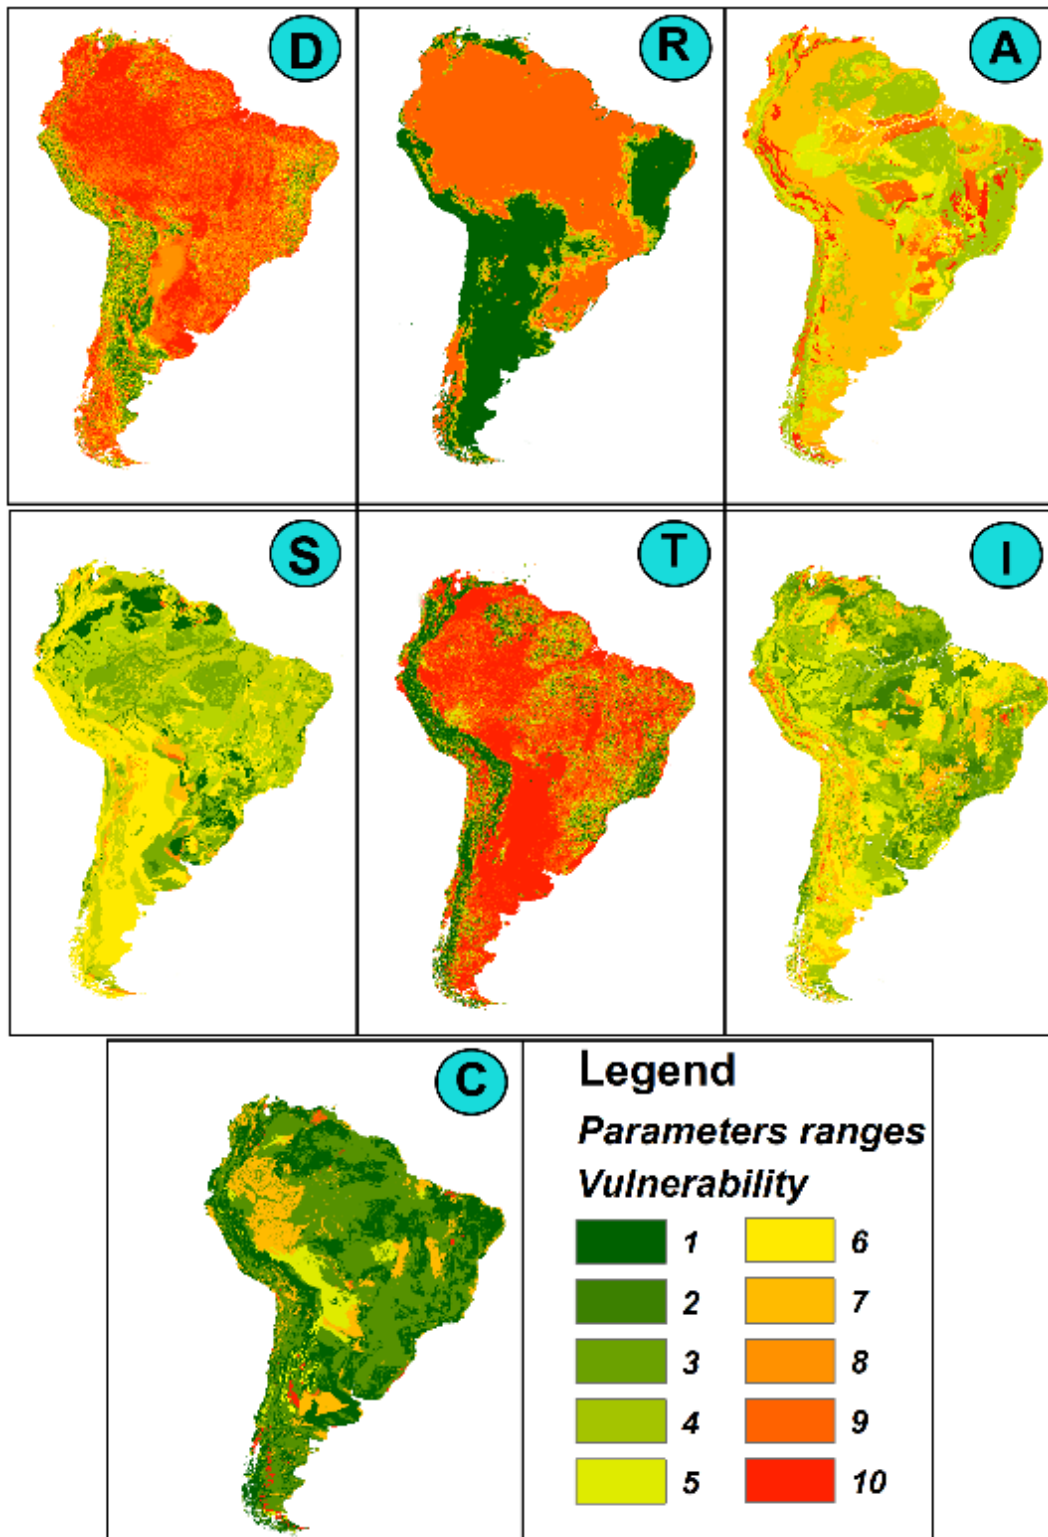 D
R
A
S
T
I
C
Legend
Parameters ranges
Vulnerability
1 6
2 7
3 8
4 9
5 10